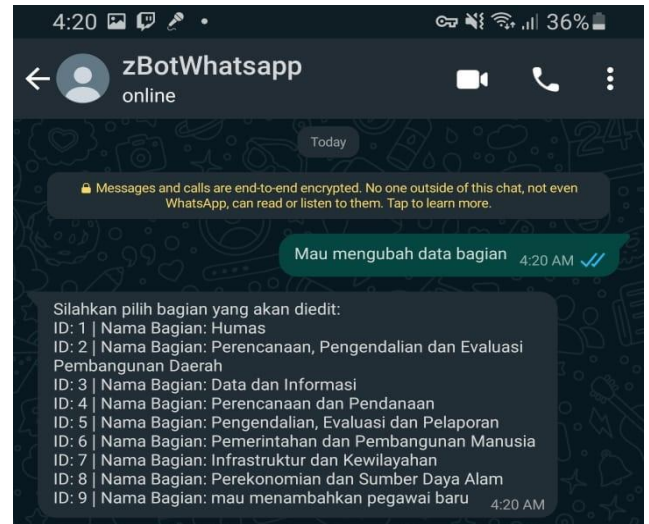 4:20
36%
zBotWhatsapp
online
Today
Messages and calls are end-to-end encrypted. No one outside of this chat, not even
WhatsApp, can read or listen to them. Tap to learn more.
Mau mengubah data bagian 4:20 AM
Silahkan pilih bagian yang akan diedit:
ID: 1 | Nama Bagian: Humas
ID: 2 | Nama Bagian: Perencanaan, Pengendalian dan Evaluasi
Pembangunan Daerah
ID: 3 | Nama Bagian: Data dan Informasi
ID: 4 | Nama Bagian: Perencanaan dan Pendanaan
ID: 5 | Nama Bagian: Pengendalian, Evaluasi dan Pelaporan
ID: 6 | Nama Bagian: Pemerintahan dan Pembangunan Manusia
ID: 7 | Nama Bagian: Infrastruktur dan Kewilayahan
ID: 8 | Nama Bagian: Perekonomian dan Sumber Daya Alam
ID: 9 | Nama Bagian: mau menambahkan pegawai baru 4:20 AM